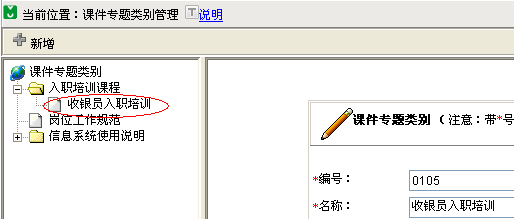 当前位置：课件专题类别管理 T说明
新增
课件专题类别
入职培训课程
收银员入职培训
岗位工作规范
信息系统使用说明
课件专题类别（注意：带*号
*编号： 0105
*名称： 收银员入职培训